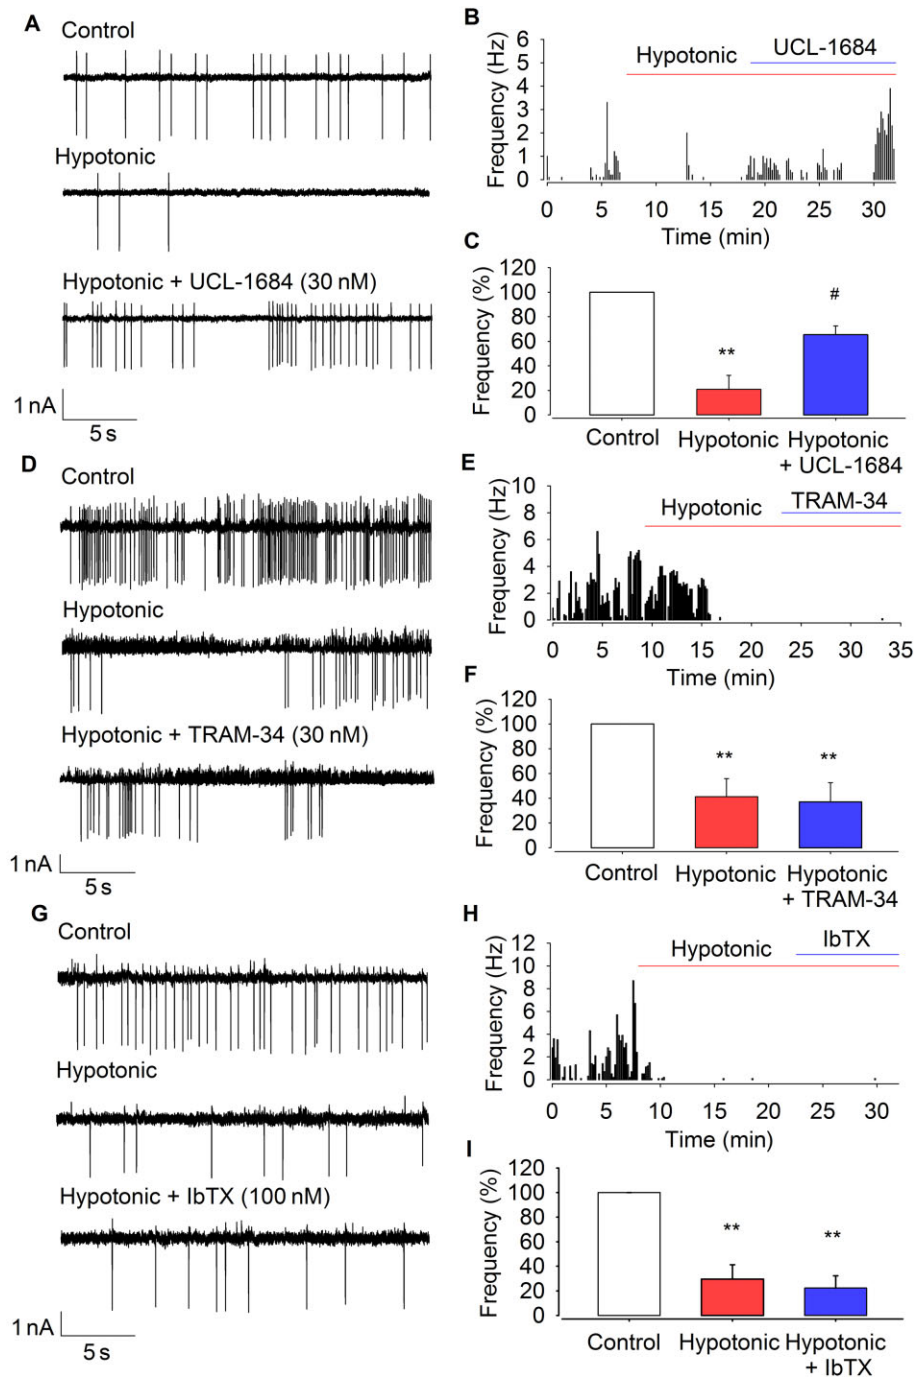 A
Control
Hypotonic
Hypotonic + UCL-1684 (30 nM)
1 nA
5 s
B
Frequency (Hz)
6
5
4
3
2
1
0
Hypotonic
UCL-1684
0 5 10 15 20 25 30
Time (min)
C
Frequency (%)
120
100
80
60
40
20
0
**
#
Control
Hypotonic
Hypotonic
+ UCL-1684
D
Control
Hypotonic
Hypotonic + TRAM-34 (30 nM)
1 nA
5 s
E
Frequency (Hz)
10
8
6
4
2
0
Hypotonic
TRAM-34
0 5 10 15 20 25 30 35
Time (min)
F
Frequency (%)
120
100
80
60
40
20
0
**
**
Control
Hypotonic
Hypotonic
+ TRAM-34
G
Control
Hypotonic
Hypotonic + IbTX (100 nM)
1 nA
5 s
H
Frequency (Hz)
12
10
8
6
4
2
0
Hypotonic
IbTX
0 5 10 15 20 25 30
Time (min)
I
Frequency (%)
120
100
80
60
40
20
0
**
**
Control
Hypotonic
Hypotonic
+ IbTX